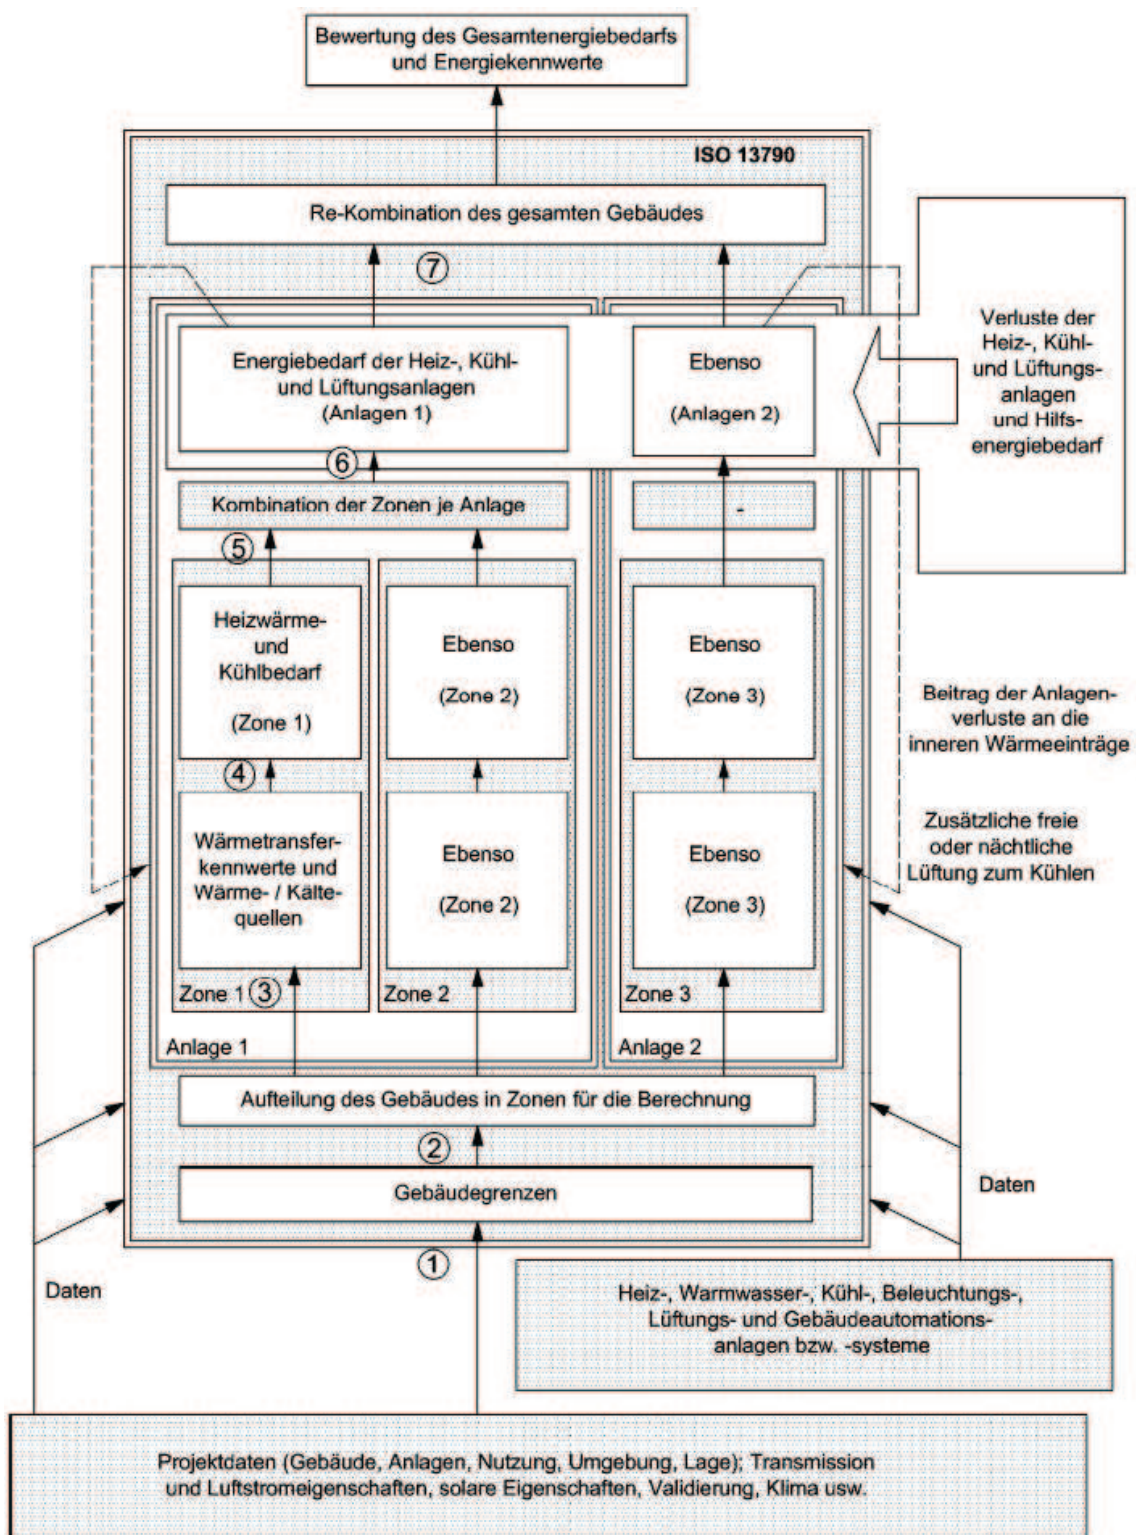 Bewertung des Gesamtenergiebedarfs
und Energiekennwerte
ISO 13790
Re-Kombination des gesamten Gebäudes
7
Energiebedarf der Heiz-, Kühl-
und Lüftungsanlagen
(Anlagen 1)
Ebenso
(Anlagen 2)
Verluste der
Heiz-, Kühl-
und Lüftungs-
anlagen
und Hilfs-
energiebedarf
6
Kombination der Zonen je Anlage
-
5
Heizwärme-
und
Kühlbedarf
(Zone 1)
Ebenso
(Zone 2)
Ebenso
(Zone 3)
Beitrag der Anlagen-
verluste an die
inneren Wärmeeinträge
4
Wärmetransfer-
kennwerte und
Wärme- / Kälte-
quellen
Ebenso
(Zone 2)
Ebenso
(Zone 3)
Zusätzliche freie
oder nächtliche
Lüftung zum Kühlen
Zone 1
3
Zone 2
Zone 3
Anlage 1
Anlage 2
Aufteilung des Gebäudes in Zonen für die Berechnung
2
Gebäudegrenzen
Daten
1
Daten
Heiz-, Warmwasser-, Kühl-, Beleuchtungs-,
Lüftungs- und Gebäudeautomations-
anlagen bzw. -systeme
Projektdaten (Gebäude, Anlagen, Nutzung, Umgebung, Lage); Transmission
und Luftstromeigenschaften, solare Eigenschaften, Validierung, Klima usw.